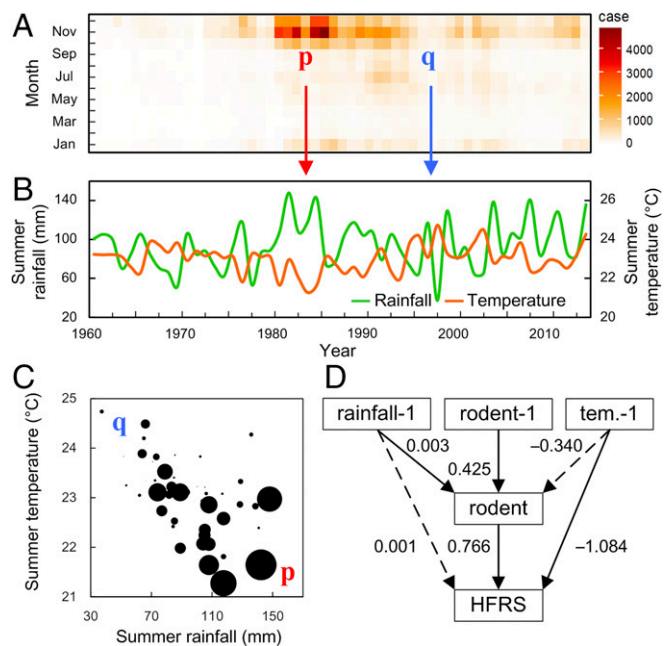 A
case
Nov
Sep
Jul
May
Mar
Jan
Month
4000
3000
2000
1000
0
p
q
B
140
100
60
20
Summer
rainfall (mm)
26
24
22
20
Summer
temperature (°C)
Rainfall
Temperature
1960
1970
1980
1990
2000
2010
Year
C
25
24
23
22
21
Summer temperature (°C)
q
p
30
70
110
150
Summer rainfall (mm)
D
rainfall-1
rodent-1
tem.-1
0.003
−0.340
0.425
rodent
0.001
0.766
−1.084
HFRS